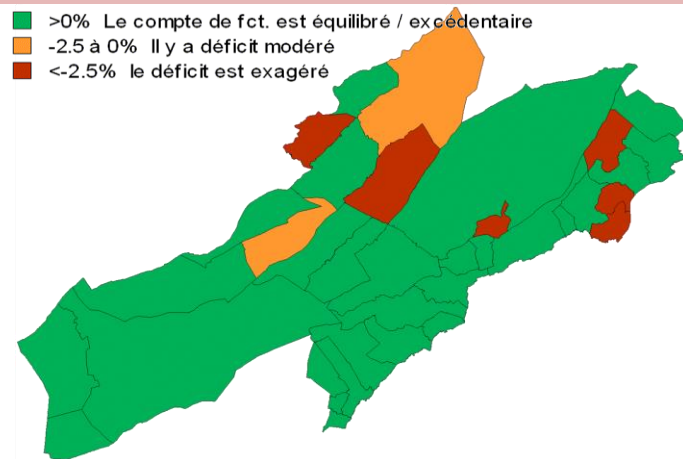 >0% Le compte de fct. est équilibré / excédentaire
-2.5 à 0% Il y a déficit modéré
<-2.5% le déficit est exagéré